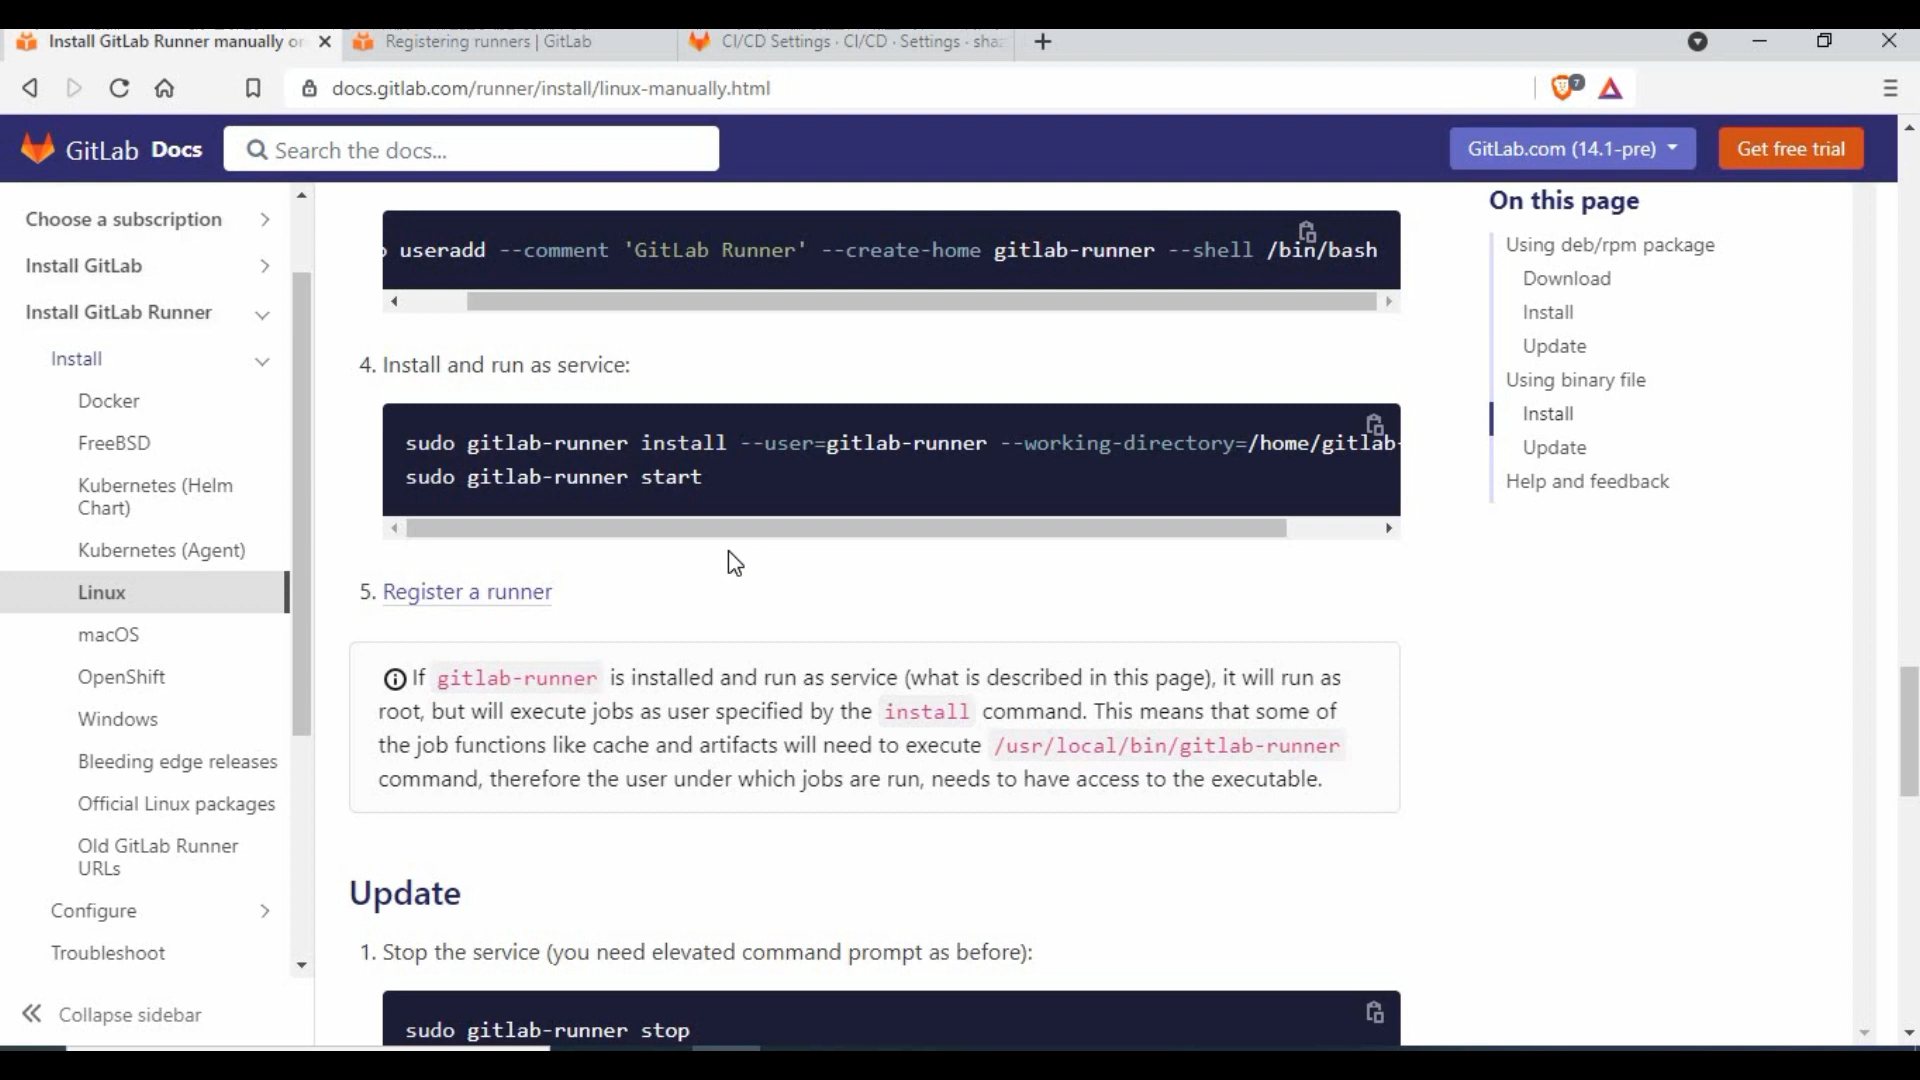 Install GitLab Runner manually or
Registering runners | GitLab
CI/CD Settings · CI/CD · Settings · sha
docs.gitlab.com/runner/install/linux-manually.html
7
GitLab Docs
Search the docs...
GitLab.com (14.1-pre)
Get free trial
Choose a subscription
Install GitLab
Install GitLab Runner
Install
Docker
FreeBSD
Kubernetes (Helm
Chart)
Kubernetes (Agent)
Linux
macOS
OpenShift
Windows
Bleeding edge releases
Official Linux packages
Old GitLab Runner
URLs
Configure
Troubleshoot
Collapse sidebar
useradd --comment 'GitLab Runner' --create-home gitlab-runner --shell /bin/bash
4. Install and run as service:
sudo gitlab-runner install --user=gitlab-runner --working-directory=/home/gitlab-
sudo gitlab-runner start
5. Register a runner
If gitlab-runner is installed and run as service (what is described in this page), it will run as
root, but will execute jobs as user specified by the install command. This means that some of
the job functions like cache and artifacts will need to execute /usr/local/bin/gitlab-runner
command, therefore the user under which jobs are run, needs to have access to the executable.
Update
1. Stop the service (you need elevated command prompt as before):
sudo gitlab-runner stop
On this page
Using deb/rpm package
Download
Install
Update
Using binary file
Install
Update
Help and feedback